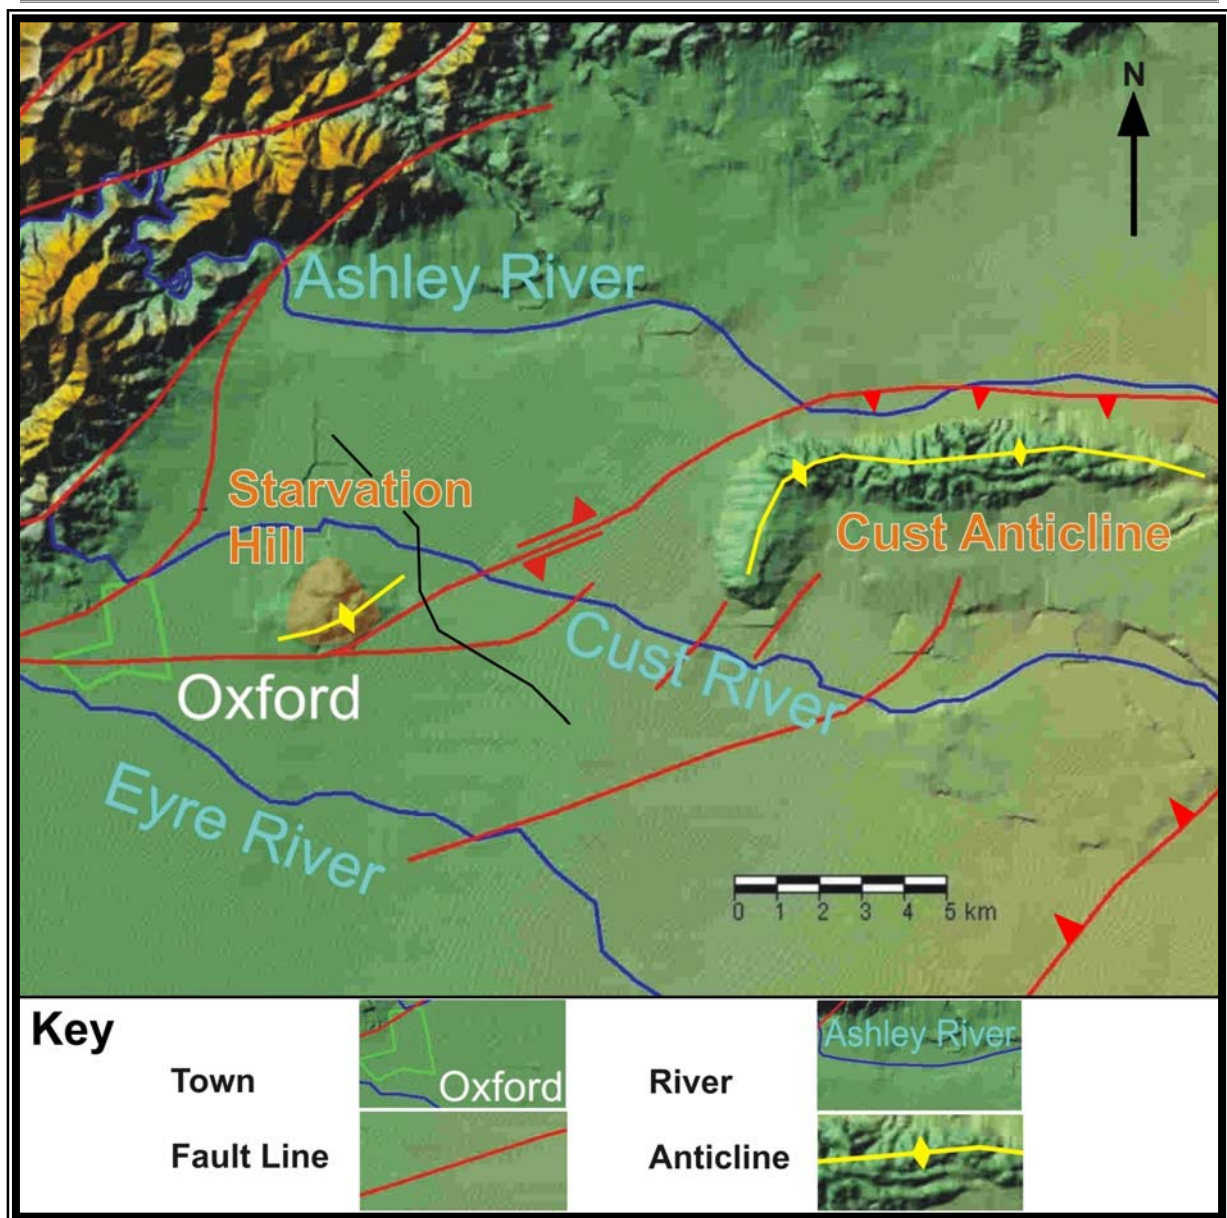 N
Ashley River
Starvation
Hill
Cust Anticline
Cust River
Oxford
Eyre River
0 1 2 3 4 5 km
Key
Town
Oxford
River
Ashley River
Fault Line
Anticline